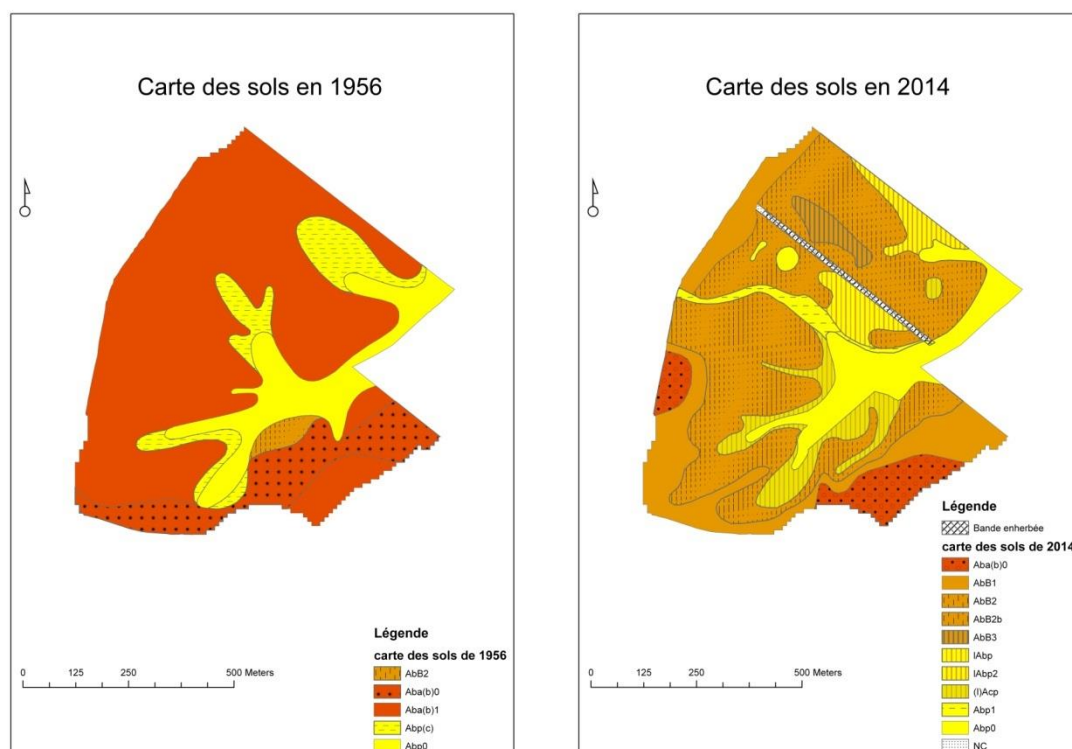 Carte des sols en 1956
Légende
carte des sols de 1956
AbB2
Aba(b)0
Aba(b)1
Abp(c)
Abp0
0 125 250 500 Meters
Carte des sols en 2014
Légende
Bande enherbée
carte des sols de 2014
Aba(b)0
AbB1
AbB2
AbB2b
AbB3
lAbp
lAbp2
(l)Acp
Abp1
Abp0
NC
0 125 250 500 Meters